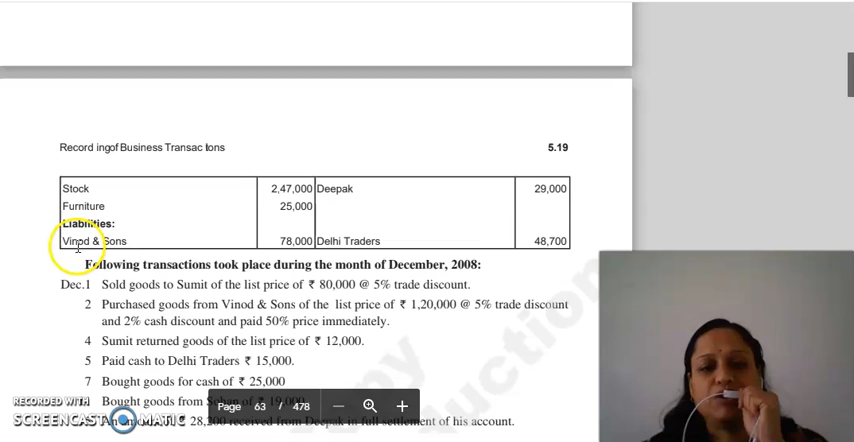 Record ingof Business Transac tons 5.19
Stock 2,47,000 Deepak 29,000
Furniture 25,000
Liabilities:
Vinod & Sons 78,000 Delhi Traders 48,700
Following transactions took place during the month of December, 2008:
Dec.1 Sold goods to Sumit of the list price of ₹ 80,000 @ 5% trade discount.
2 Purchased goods from Vinod & Sons of the list price of ₹ 1,20,000 @ 5% trade discount
and 2% cash discount and paid 50% price immediately.
4 Sumit returned goods of the list price of ₹ 12,000.
5 Paid cash to Delhi Traders ₹ 15,000.
7 Bought goods for cash of ₹ 25,000
Bought goods from Sohan of ₹ 19,000
28,200 received from Deepak in full settlement of his account.
Page 63 / 478
RECORDED WITH
SCREENCAST MATIC